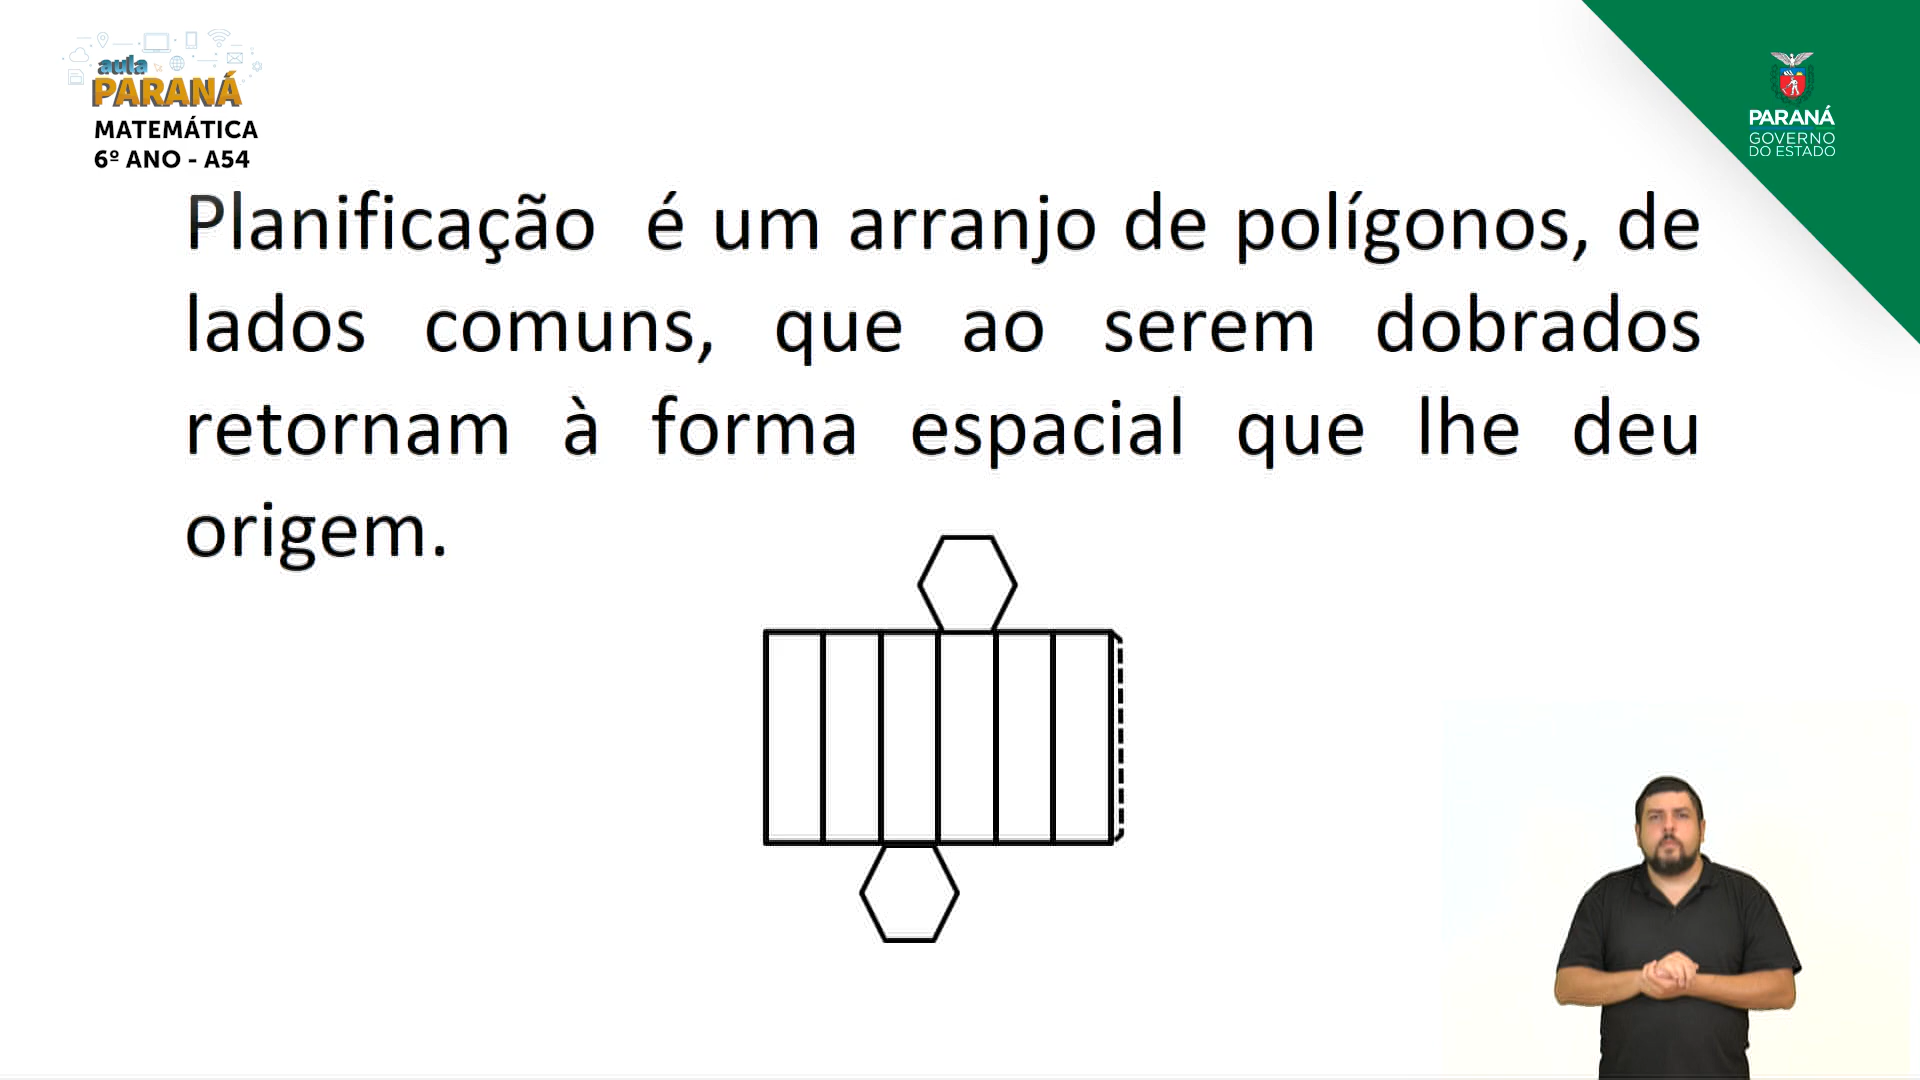 aula
PARANÁ
MATEMÁTICA
6º ANO - A54
PARANÁ
GOVERNO
DO ESTADO
Planificação é um arranjo de polígonos, de
lados comuns, que ao serem dobrados
retornam à forma espacial que lhe deu
origem.